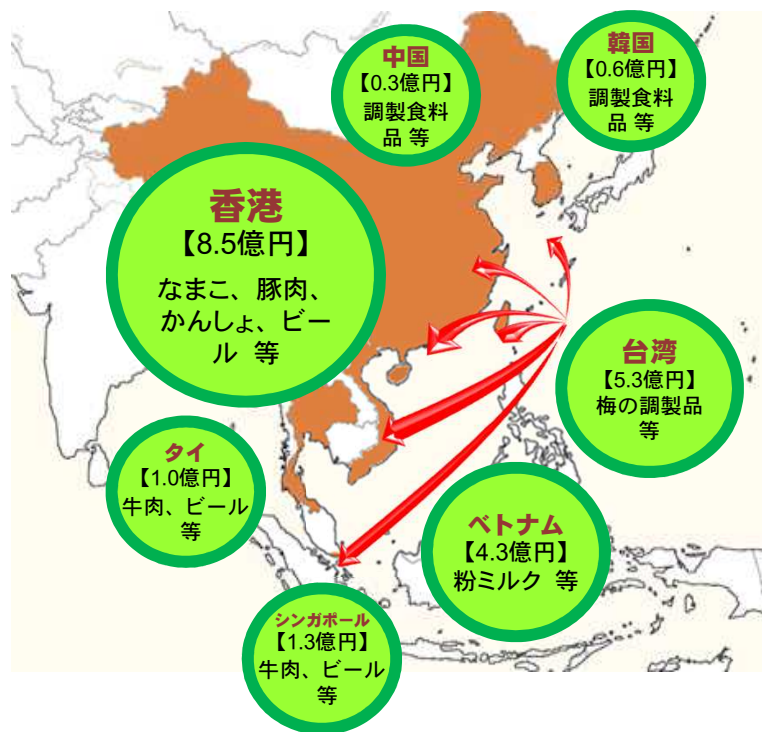 中国
【0.3億円】
調製食料
品 等
韓国
【0.6億円】
調製食料
品 等
香港
【8.5億円】
なまこ、豚肉、
かんしょ、ビー
ル 等
台湾
【5.3億円】
梅の調製品
等
タイ
【1.0億円】
牛肉、ビール
等
ベトナム
【4.3億円】
粉ミルク 等
シンガポール
【1.3億円】
牛肉、ビール
等